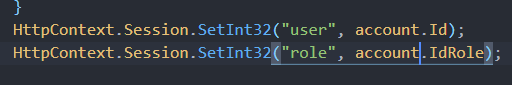 }
HttpContext.Session.SetInt32("user", account.Id);
HttpContext.Session.SetInt32("role", account.IdRole);